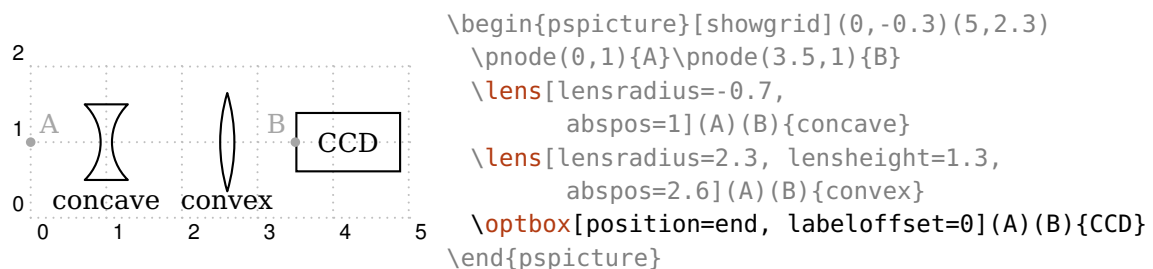 2
1
0
A
B
CCD
concave
convex
0 1 2 3 4 5
\begin{pspicture}[showgrid](0,-0.3)(5,2.3)
\pnode(0,1){A}\pnode(3.5,1){B}
\lens[lensradius=-0.7,
abspos=1](A)(B){concave}
\lens[lensradius=2.3, lensheight=1.3,
abspos=2.6](A)(B){convex}
\optbox[position=end, labeloffset=0](A)(B){CCD}
\end{pspicture}